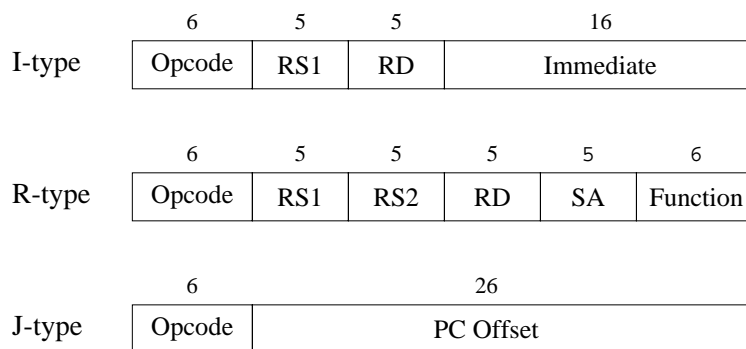 6 5 5 16
I-type Opcode RS1 RD Immediate
6 5 5 5 5 6
R-type Opcode RS1 RS2 RD SA Function
6 26
J-type Opcode PC Offset